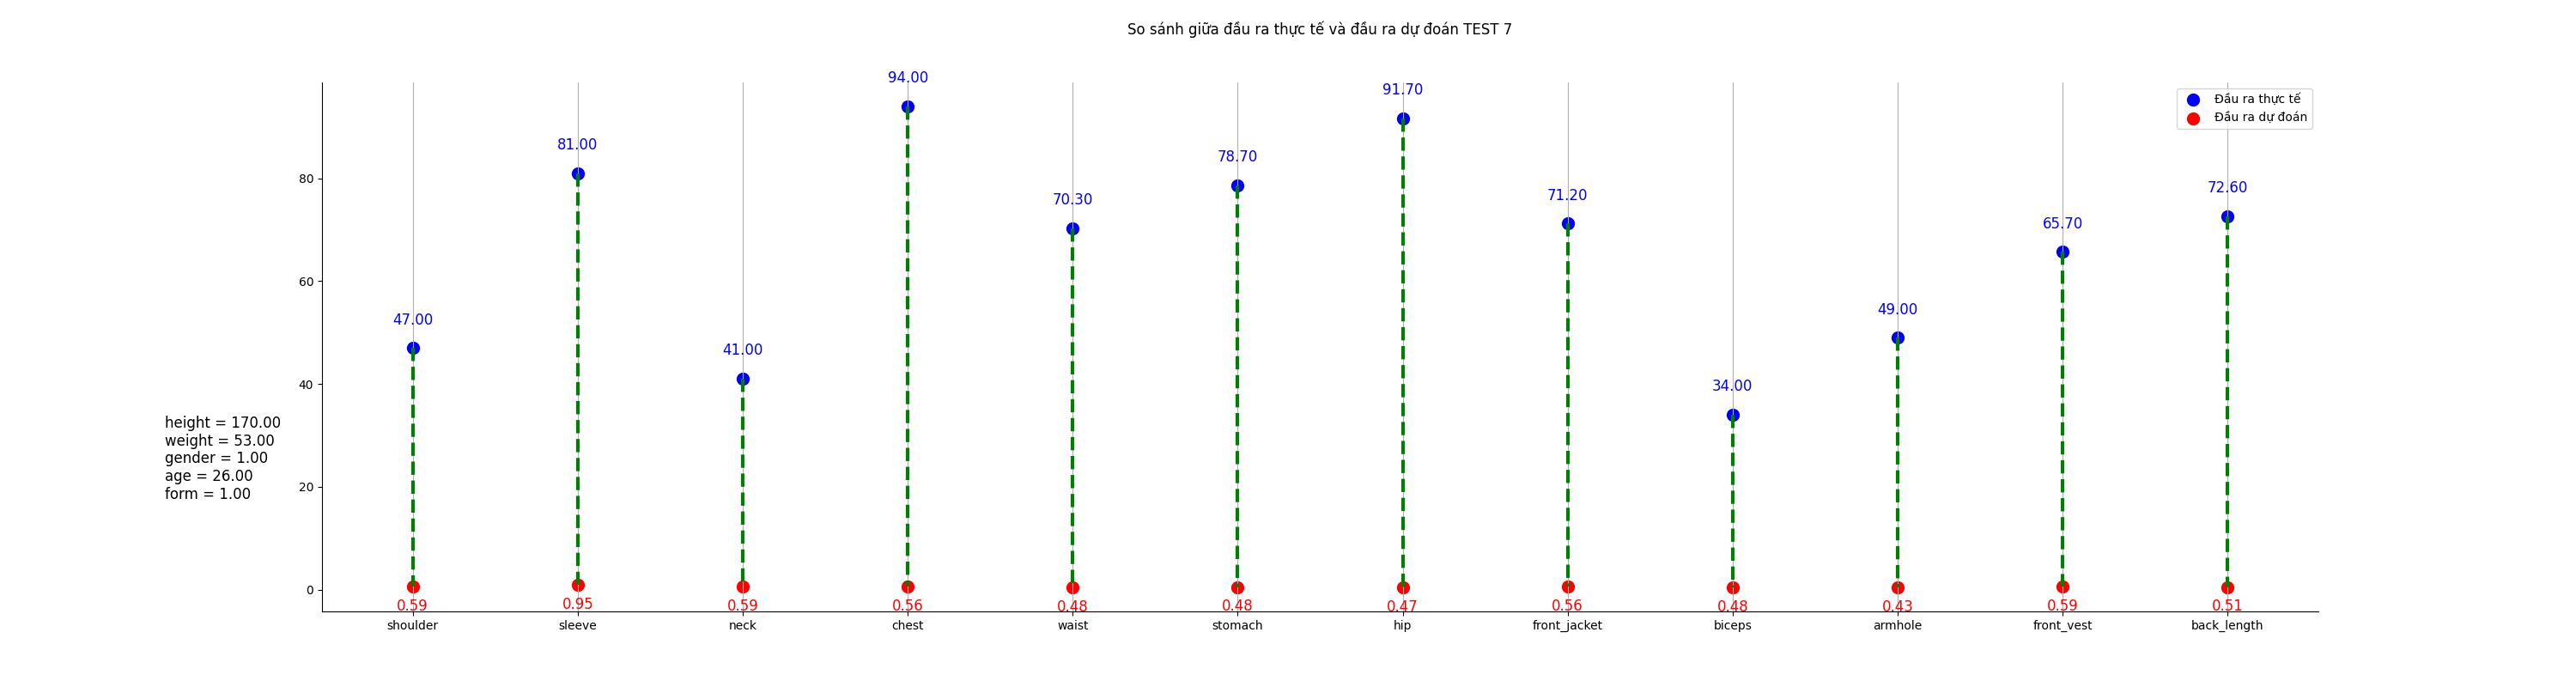 So sánh giữa đầu ra thực tế và đầu ra dự đoán TEST 7
94.00
91.70
Đầu ra thực tế
Đầu ra dự đoán
81.00
78.70
80
72.60
70.30
71.20
65.70
60
47.00
49.00
41.00
40
34.00
height = 170.00
weight = 53.00
gender = 1.00
age = 26.00
form = 1.00
20
0
0.59 0.95 0.59 0.56 0.48 0.48 0.47 0.56 0.48 0.43 0.59 0.51
shoulder sleeve neck chest waist stomach hip front_jacket biceps armhole front_vest back_length